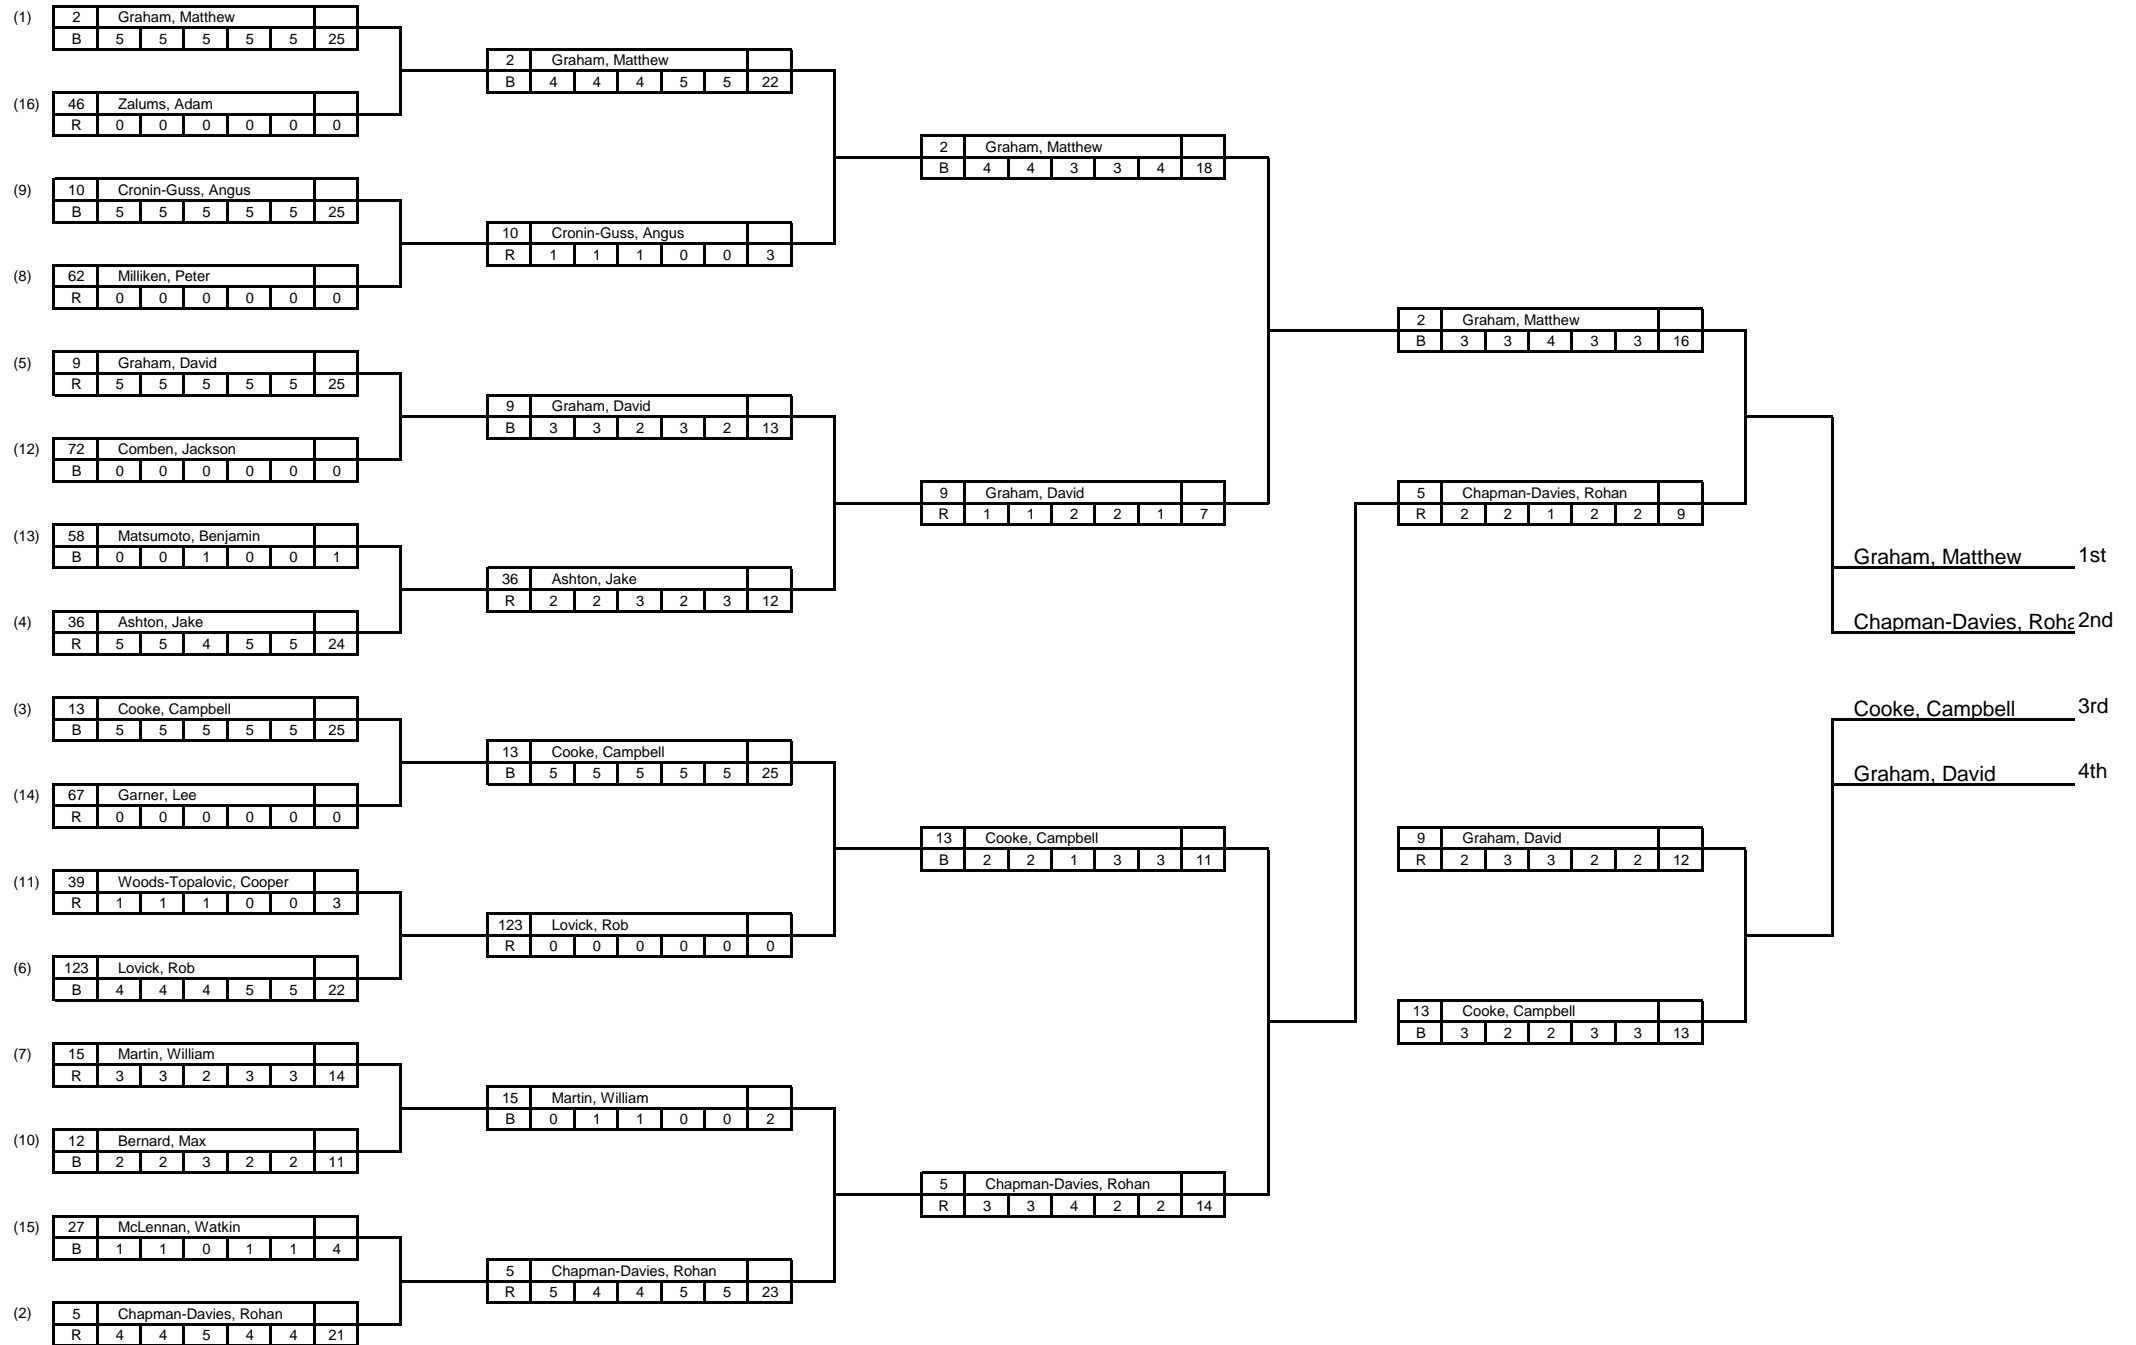 (1) 2 Graham, Matthew
B 5 5 5 5 5 25
(16) 46 Zalums, Adam
R 0 0 0 0 0 0
(9) 10 Cronin-Guss, Angus
B 5 5 5 5 5 25
(8) 62 Milliken, Peter
R 0 0 0 0 0 0
(5) 9 Graham, David
R 5 5 5 5 5 25
(12) 72 Comben, Jackson
B 0 0 0 0 0 0
(13) 58 Matsumoto, Benjamin
B 0 0 1 0 0 1
(4) 36 Ashton, Jake
R 5 5 4 5 5 24
(3) 13 Cooke, Campbell
B 5 5 5 5 5 25
(14) 67 Garner, Lee
R 0 0 0 0 0 0
(11) 39 Woods-Topalovic, Cooper
R 1 1 1 0 0 3
(6) 123 Lovick, Rob
B 4 4 4 5 5 22
(7) 15 Martin, William
R 3 3 2 3 3 14
(10) 12 Bernard, Max
B 2 2 3 2 2 11
(15) 27 McLennan, Watkin
B 1 1 0 1 1 4
(2) 5 Chapman-Davies, Rohan
R 4 4 5 4 4 21
2 Graham, Matthew
B 4 4 4 5 5 22
10 Cronin-Guss, Angus
R 1 1 1 0 0 3
9 Graham, David
B 3 3 2 3 2 13
36 Ashton, Jake
R 2 2 3 2 3 12
13 Cooke, Campbell
B 5 5 5 5 5 25
123 Lovick, Rob
R 0 0 0 0 0 0
15 Martin, William
B 0 1 1 0 0 2
5 Chapman-Davies, Rohan
R 5 4 4 5 5 23
2 Graham, Matthew
B 4 4 3 3 4 18
9 Graham, David
R 1 1 2 2 1 7
13 Cooke, Campbell
B 2 2 1 3 3 11
5 Chapman-Davies, Rohan
R 3 3 4 2 2 14
2 Graham, Matthew
B 3 3 4 3 3 16
5 Chapman-Davies, Rohan
R 2 2 1 2 2 9
9 Graham, David
R 2 3 3 2 2 12
13 Cooke, Campbell
B 3 2 2 3 3 13
Graham, Matthew 1st
Chapman-Davies, Roha 2nd
Cooke, Campbell 3rd
Graham, David 4th